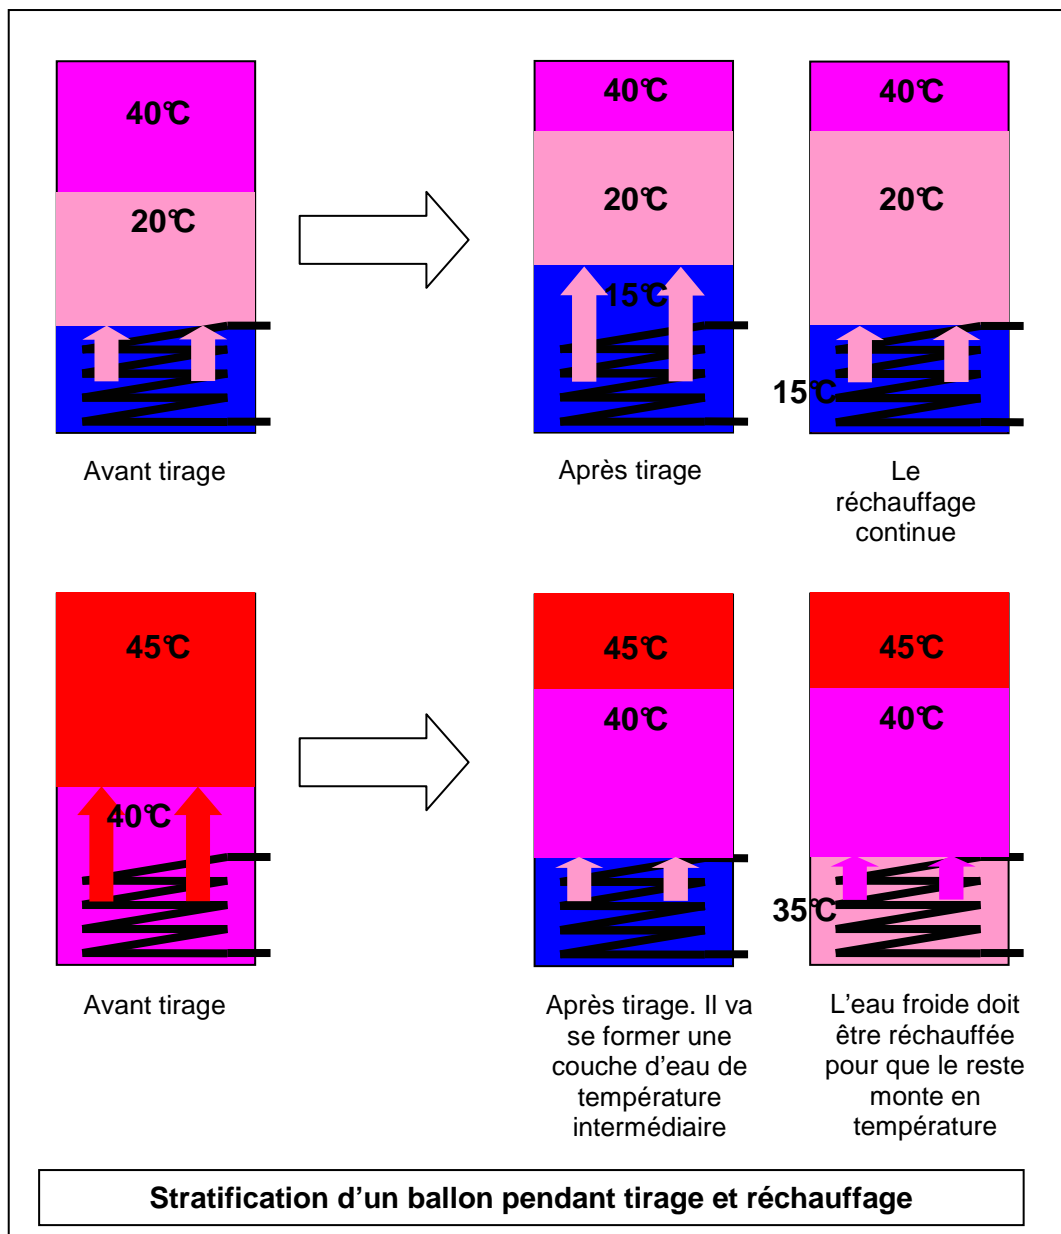 40°C
20°C
Avant tirage
40°C
20°C
15°C
Après tirage
40°C
20°C
15°C
Le
réchauffage
continue
45°C
40°C
Avant tirage
45°C
40°C
Après tirage. Il va
se former une
couche d'eau de
température
intermédiaire
45°C
40°C
35°C
L'eau froide doit
être réchauffée
pour que le reste
monte en
température
Stratification d'un ballon pendant tirage et réchauffage